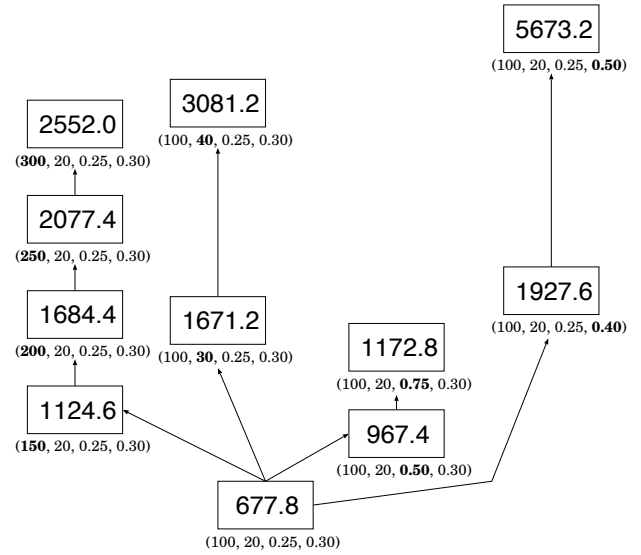 5673.2
(100, 20, 0.25, 0.50)
3081.2
(100, 40, 0.25, 0.30)
2552.0
(300, 20, 0.25, 0.30)
2077.4
(250, 20, 0.25, 0.30)
1927.6
(100, 20, 0.25, 0.40)
1684.4
(200, 20, 0.25, 0.30)
1671.2
(100, 30, 0.25, 0.30)
1172.8
(100, 20, 0.75, 0.30)
1124.6
(150, 20, 0.25, 0.30)
967.4
(100, 20, 0.50, 0.30)
677.8
(100, 20, 0.25, 0.30)